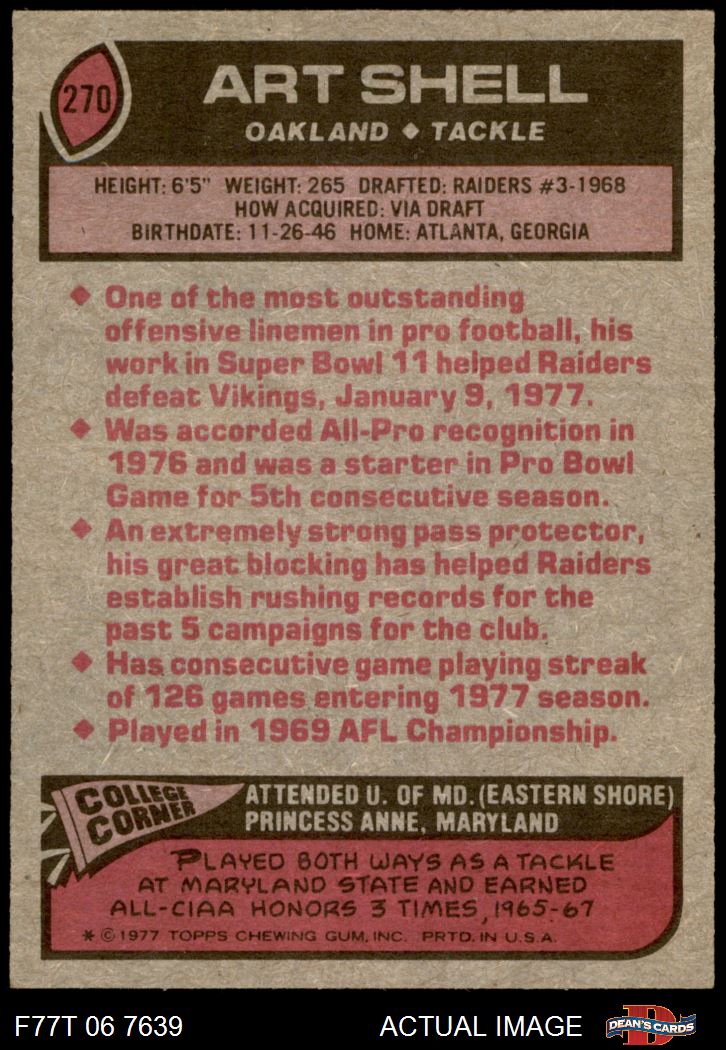 270
ART SHELL
OAKLAND ◆ TACKLE
HEIGHT: 6'5" WEIGHT: 265 DRAFTED: RAIDERS #3-1968
HOW ACQUIRED: VIA DRAFT
BIRTHDATE: 11-26-46 HOME: ATLANTA, GEORGIA
◆ One of the most outstanding
offensive linemen in pro football, his
work in Super Bowl 11 helped Raiders
defeat Vikings, January 9, 1977.
◆ Was accorded All-Pro recognition in
1976 and was a starter in Pro Bowl
Game for 5th consecutive season.
◆ An extremely strong pass protector,
his great blocking has helped Raiders
establish rushing records for the
past 5 campaigns for the club.
◆ Has consecutive game playing streak
of 126 games entering 1977 season.
◆ Played in 1969 AFL Championship.
COLLEGE
CORNER
ATTENDED U. OF MD. (EASTERN SHORE)
PRINCESS ANNE, MARYLAND
PLAYED BOTH WAYS AS A TACKLE
AT MARYLAND STATE AND EARNED
ALL-CIAA HONORS 3 TIMES, 1965-67
* © 1977 TOPPS CHEWING GUM, INC. PRTD. IN U.S.A.
F77T 06 7639
ACTUAL IMAGE
D
DEAN'S CARDS